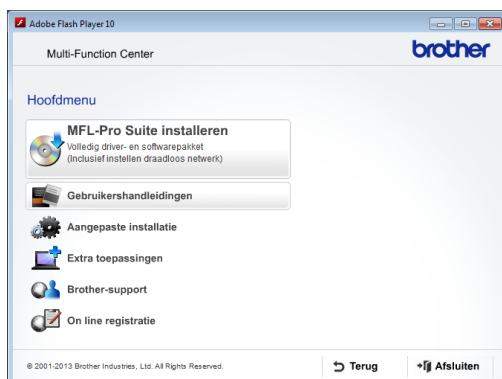 Adobe Flash Player 10
Multi-Function Center
brother
Hoofdmenu
MFL-Pro Suite installeren
Volledig driver- en softwarepakket
(Inclusief instellen draadloos netwerk)
Gebruikershandleidingen
Aangepaste installatie
Extra toepassingen
Brother-support
On line registratie
© 2001-2013 Brother Industries, Ltd. All Rights Reserved.
Terug
Afsluiten